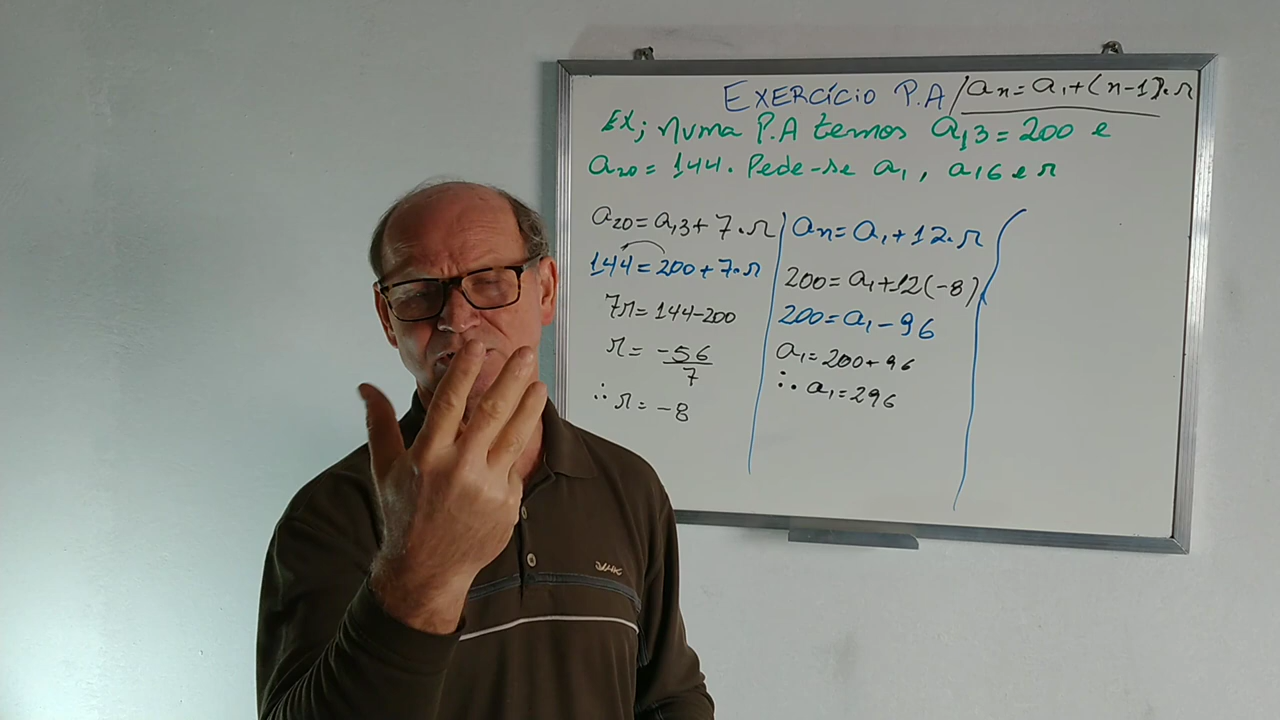 EXERCÍCIO P.A / an = a1 + (n-1).r
EX; numa P.A temos a13 = 200 e
a20 = 144. Pede-se a1, a16 e r
a20 = a13 + 7.r
144 = 200 + 7.r
7r = 144-200
r = -56
7
∴ r = -8
an = a1 + 12.r
200 = a1 + 12(-8)
200 = a1 - 96
a1 = 200 + 96
∴ a1 = 296